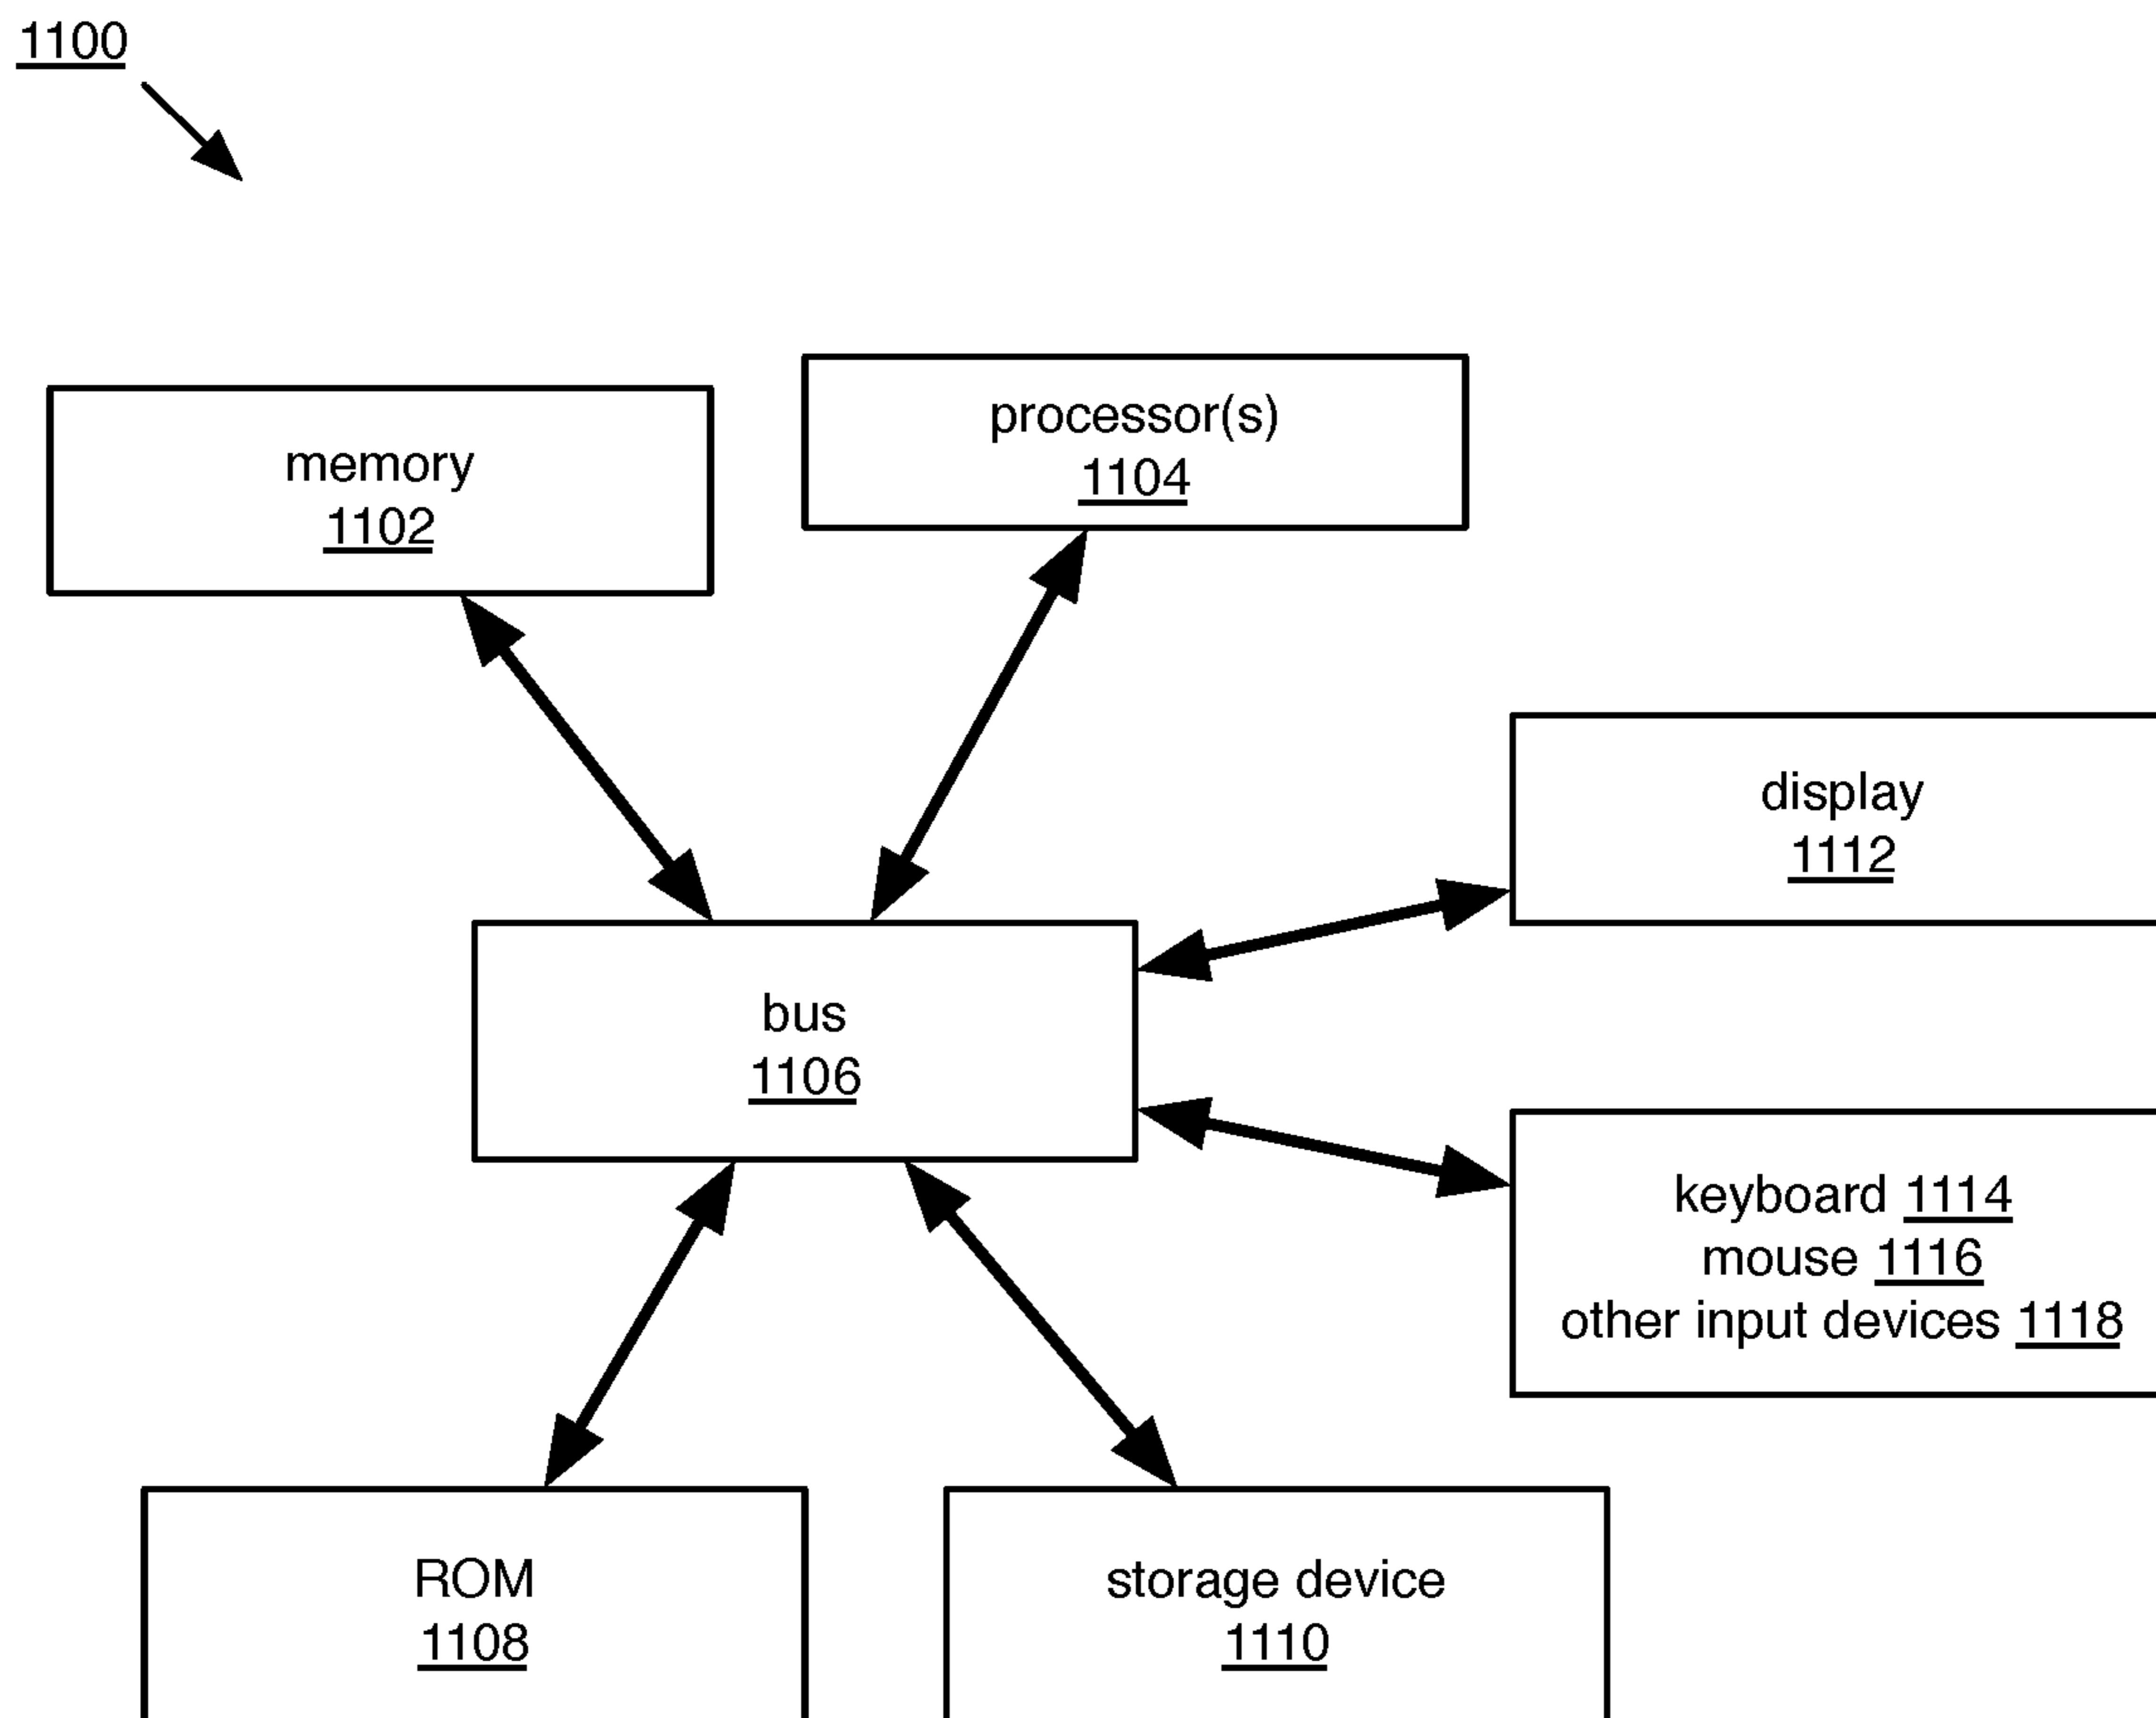 1100
memory
1102
processor(s)
1104
display
1112
bus
1106
keyboard 1114
mouse 1116
other input devices 1118
ROM
1108
storage device
1110